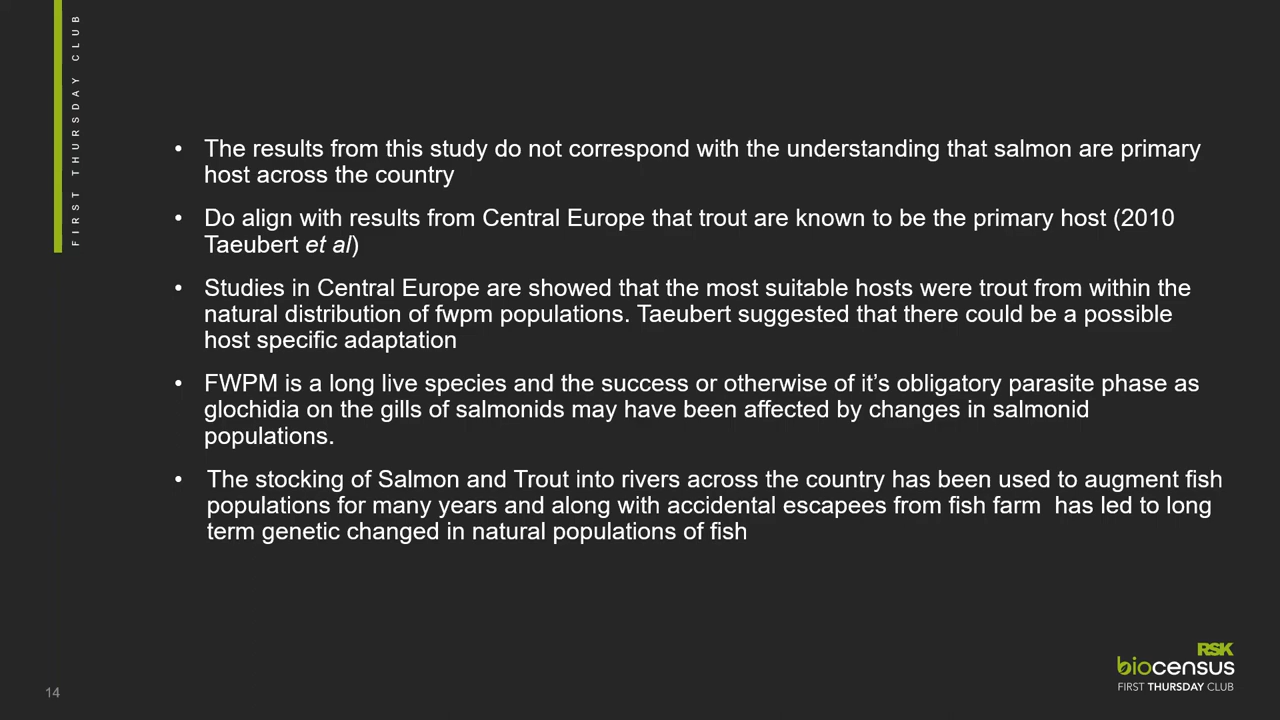 FIRST THURSDAY CLUB
• The results from this study do not correspond with the understanding that salmon are primary
host across the country
• Do align with results from Central Europe that trout are known to be the primary host (2010
Taeubert et al)
• Studies in Central Europe are showed that the most suitable hosts were trout from within the
natural distribution of fwpm populations. Taeubert suggested that there could be a possible
host specific adaptation
• FWPM is a long live species and the success or otherwise of it’s obligatory parasite phase as
glochidia on the gills of salmonids may have been affected by changes in salmonid
populations.
• The stocking of Salmon and Trout into rivers across the country has been used to augment fish
populations for many years and along with accidental escapees from fish farm  has led to long
term genetic changed in natural populations of fish
RSK
biocensus
FIRST THURSDAY CLUB
14